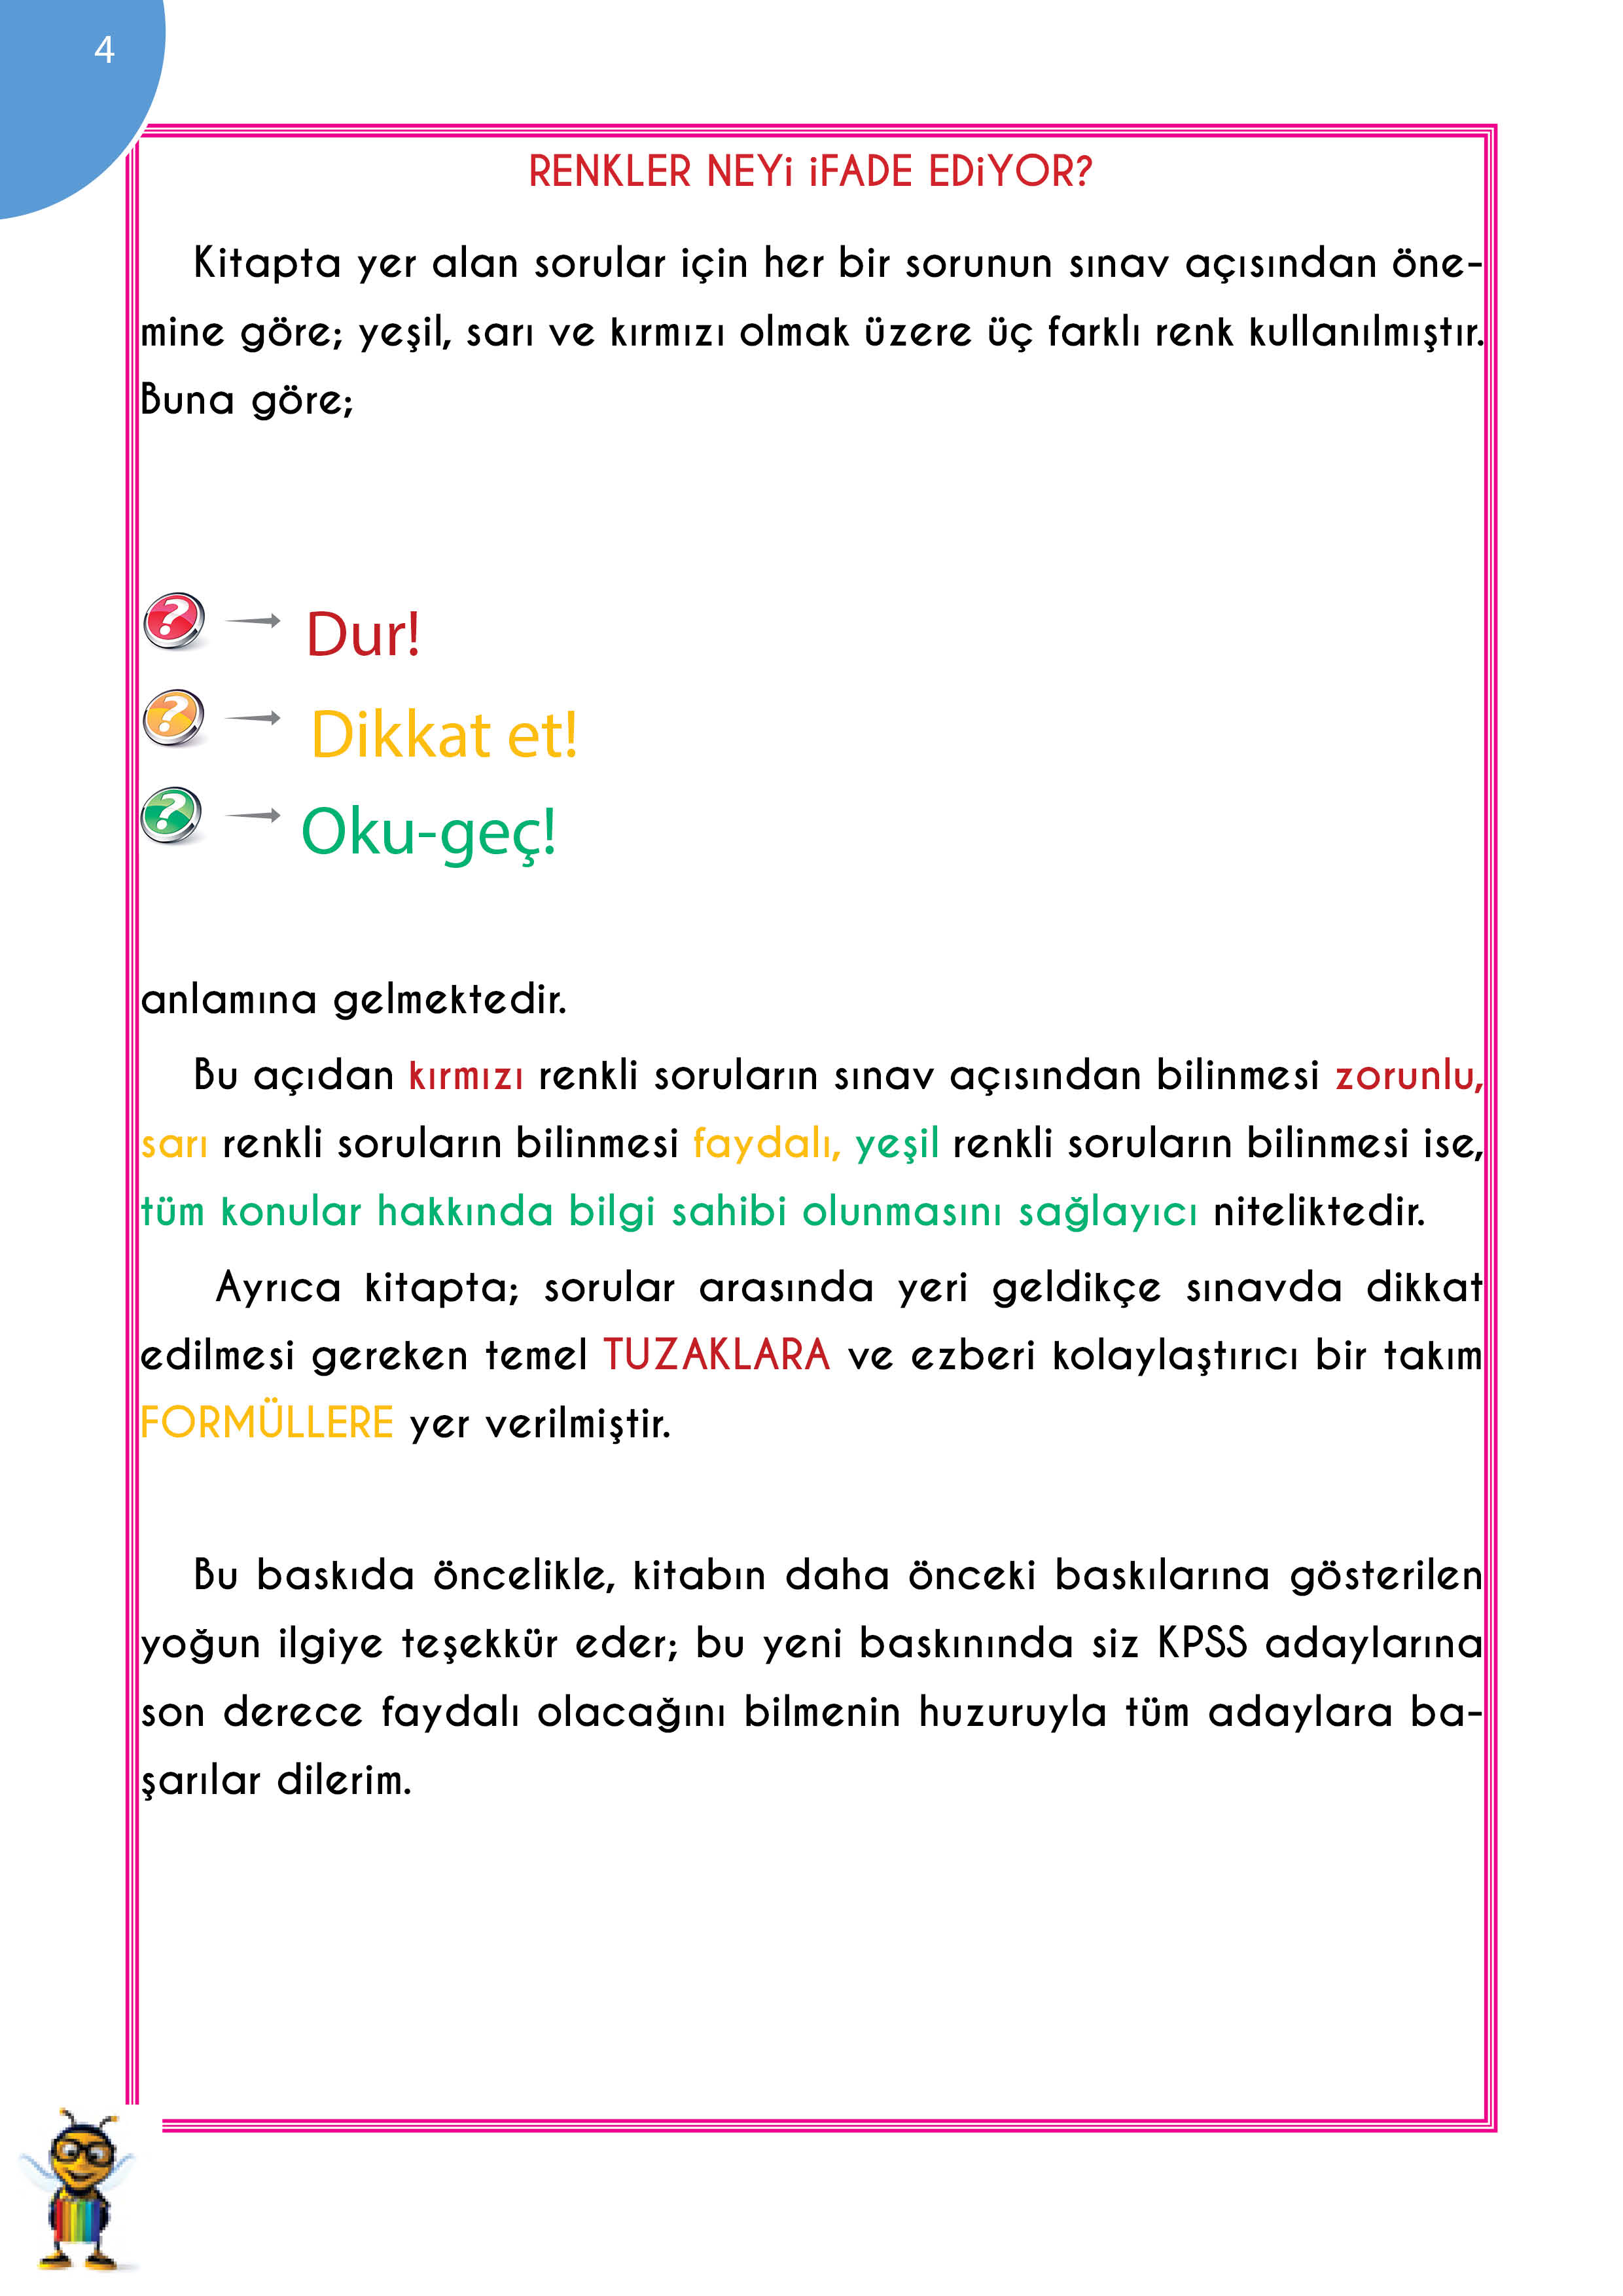 4
RENKLER NEYi iFADE EDiYOR?
Kitapta yer alan sorular için her bir sorunun sınav açısından öne-
mine göre; yeşil, sarı ve kırmızı olmak üzere üç farklı renk kullanılmıştır.
Buna göre;
? → Dur!
? → Dikkat et!
? → Oku-geç!
anlamına gelmektedir.
Bu açıdan kırmızı renkli soruların sınav açısından bilinmesi zorunlu,
sarı renkli soruların bilinmesi faydalı, yeşil renkli soruların bilinmesi ise,
tüm konular hakkında bilgi sahibi olunmasını sağlayıcı niteliktedir.
Ayrıca kitapta; sorular arasında yeri geldikçe sınavda dikkat
edilmesi gereken temel TUZAKLARA ve ezberi kolaylaştırıcı bir takım
FORMÜLLERE yer verilmiştir.
Bu baskıda öncelikle, kitabın daha önceki baskılarına gösterilen
yoğun ilgiye teşekkür eder; bu yeni baskınında siz KPSS adaylarına
son derece faydalı olacağını bilmenin huzuruyla tüm adaylara ba-
şarılar dilerim.